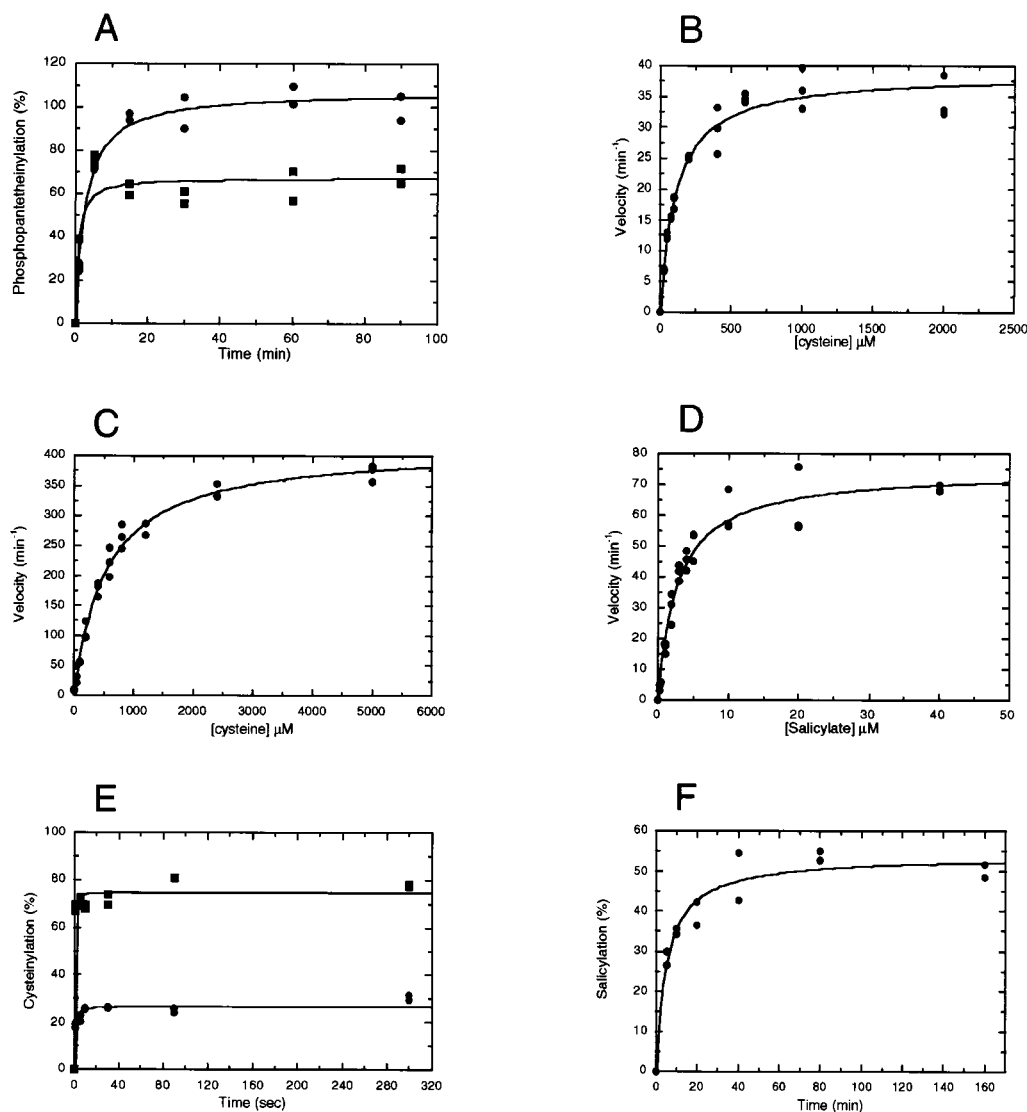 A
Phosphopantetheinylation (%)
120
100
80
60
40
20
0
0 20 40 60 80 100
Time (min)
B
Velocity (min-1)
40
35
30
25
20
15
10
5
0
0 500 1000 1500 2000 2500
[cysteine] µM
C
Velocity (min-1)
400
350
300
250
200
150
100
50
0
0 1000 2000 3000 4000 5000 6000
[cysteine] µM
D
Velocity (min-1)
80
70
60
50
40
30
20
10
0
0 10 20 30 40 50
[Salicylate] µM
E
Cysteinylation (%)
100
80
60
40
20
0
0 40 80 120 160 200 240 280 320
Time (sec)
F
Salicylation (%)
60
50
40
30
20
10
0
0 20 40 60 80 100 120 140 160
Time (min)